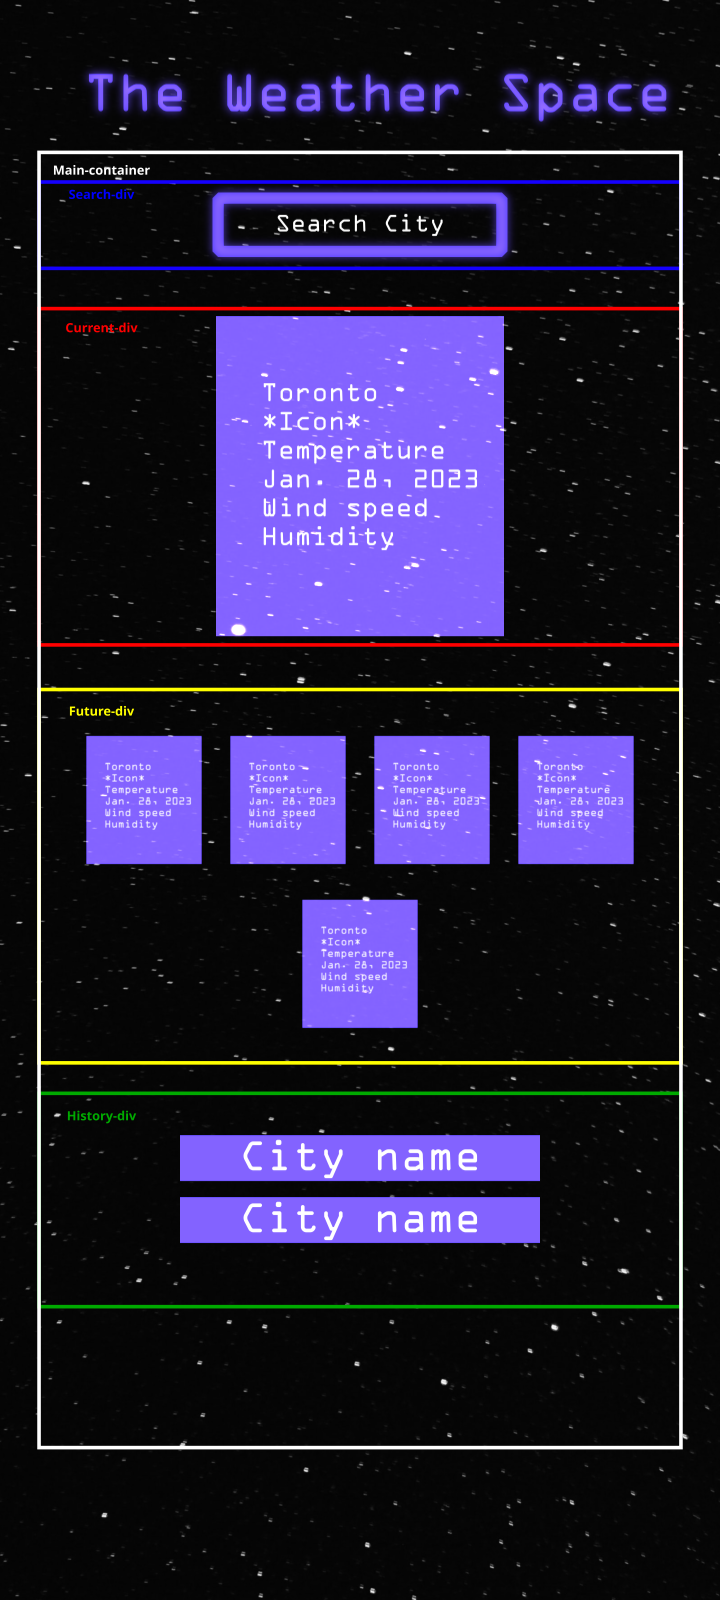 The Weather Space
Main-container
Search-div
Search City
Current-div
Toronto
*Icon*
Temperature
Jan. 28, 2023
Wind speed
Humidity
Future-div
Toronto
*Icon*
Temperature
Jan. 28, 2023
Wind speed
Humidity
Toronto
*Icon*
Temperature
Jan. 28, 2023
Wind speed
Humidity
Toronto
*Icon*
Temperature
Jan. 28, 2023
Wind speed
Humidity
Toronto
*Icon*
Temperature
Jan. 28, 2023
Wind speed
Humidity
Toronto
*Icon*
Temperature
Jan. 28, 2023
Wind speed
Humidity
History-div
City name
City name